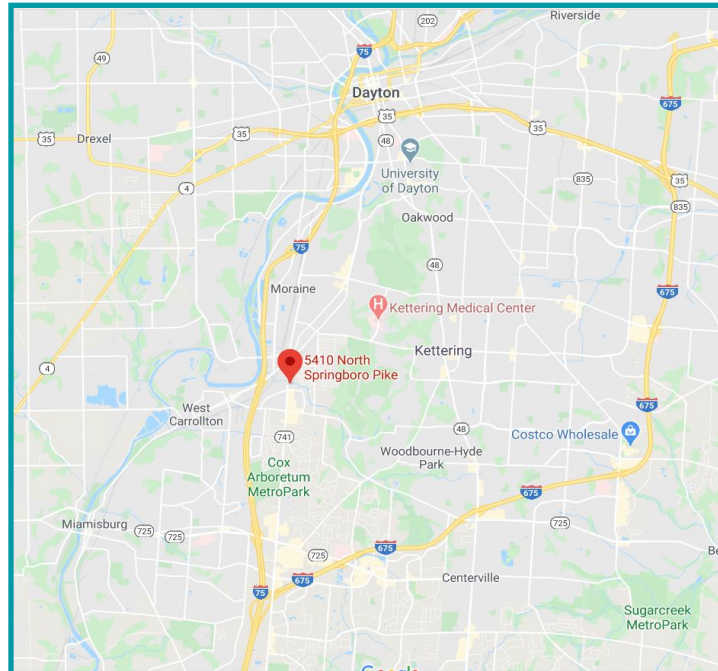 Riverside
202
75
49
Dayton
675
35
35
35
Drexel
35
48
35
University
of Dayton
4
835
35
835
Oakwood
75
48
Moraine
675
Kettering Medical Center
Kettering
5410 North
Springboro Pike
4
West
Carrollton
675
741
48
Costco Wholesale
Woodbourne-Hyde
Park
Cox
Arboretum
MetroPark
675
Miamisburg
725
725
725
725
675
Be
75
675
Centerville
Sugarcreek
MetroPark